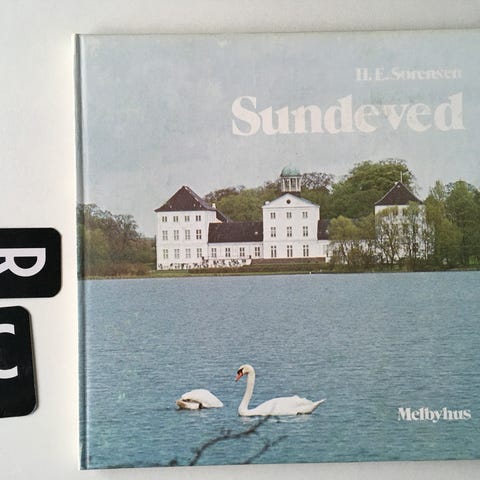 H. E. Sørensen
Sundeved
Melbyhus
R
C